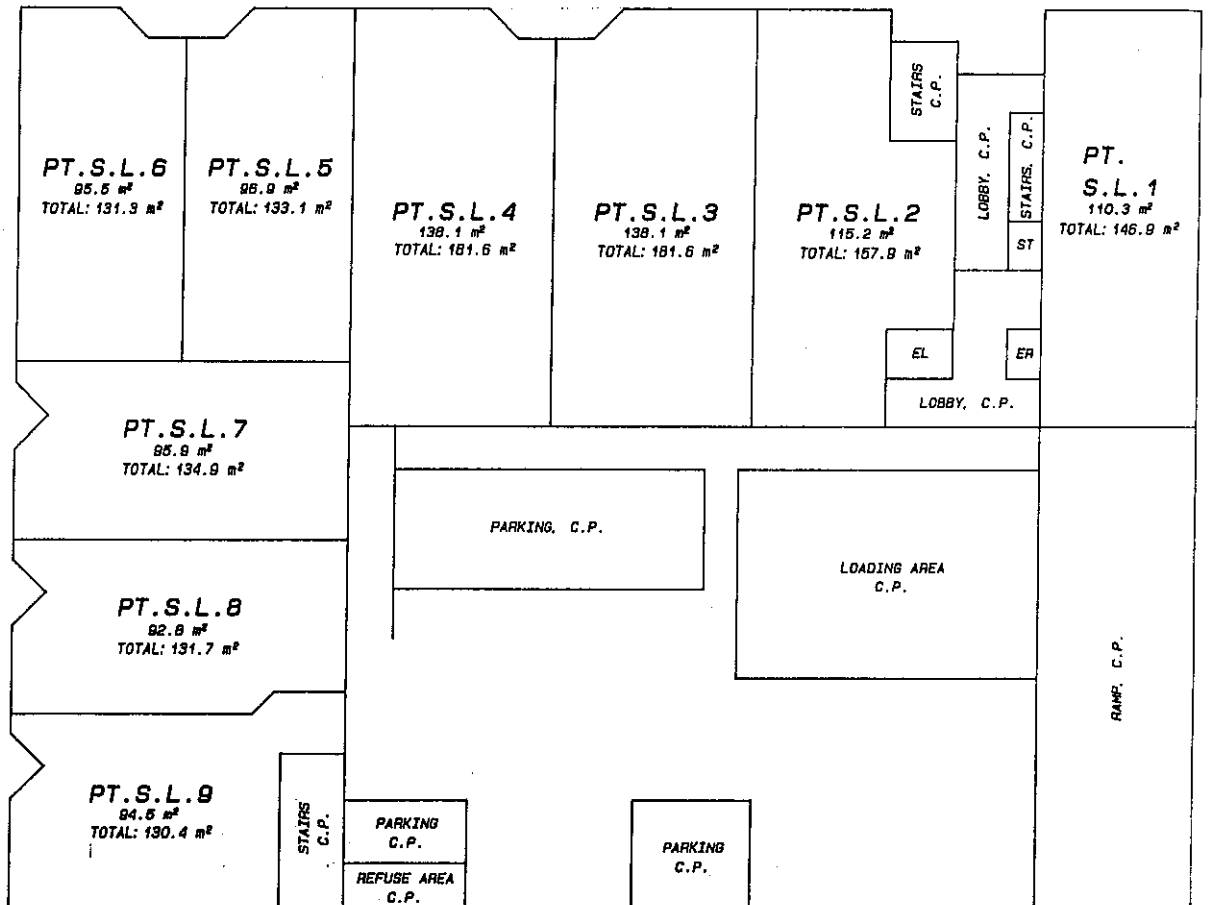 PT.S.L.6
95.5 m²
TOTAL: 131.3 m²
PT.S.L.5
96.9 m²
TOTAL: 133.1 m²
PT.S.L.4
138.1 m²
TOTAL: 181.6 m²
PT.S.L.3
138.1 m²
TOTAL: 181.6 m²
PT.S.L.2
115.2 m²
TOTAL: 157.9 m²
STAIRS
C.P.
LOBBY, C.P.
STAIRS, C.P.
ST
PT.
S.L.1
110.3 m²
TOTAL: 146.9 m²
EL
ER
LOBBY, C.P.
PT.S.L.7
95.9 m²
TOTAL: 134.9 m²
PARKING, C.P.
LOADING AREA
C.P.
PT.S.L.8
92.8 m²
TOTAL: 131.7 m²
RAMP, C.P.
PT.S.L.9
94.5 m²
TOTAL: 130.4 m²
STAIRS
C.P.
PARKING
C.P.
REFUSE AREA
C.P.
PARKING
C.P.